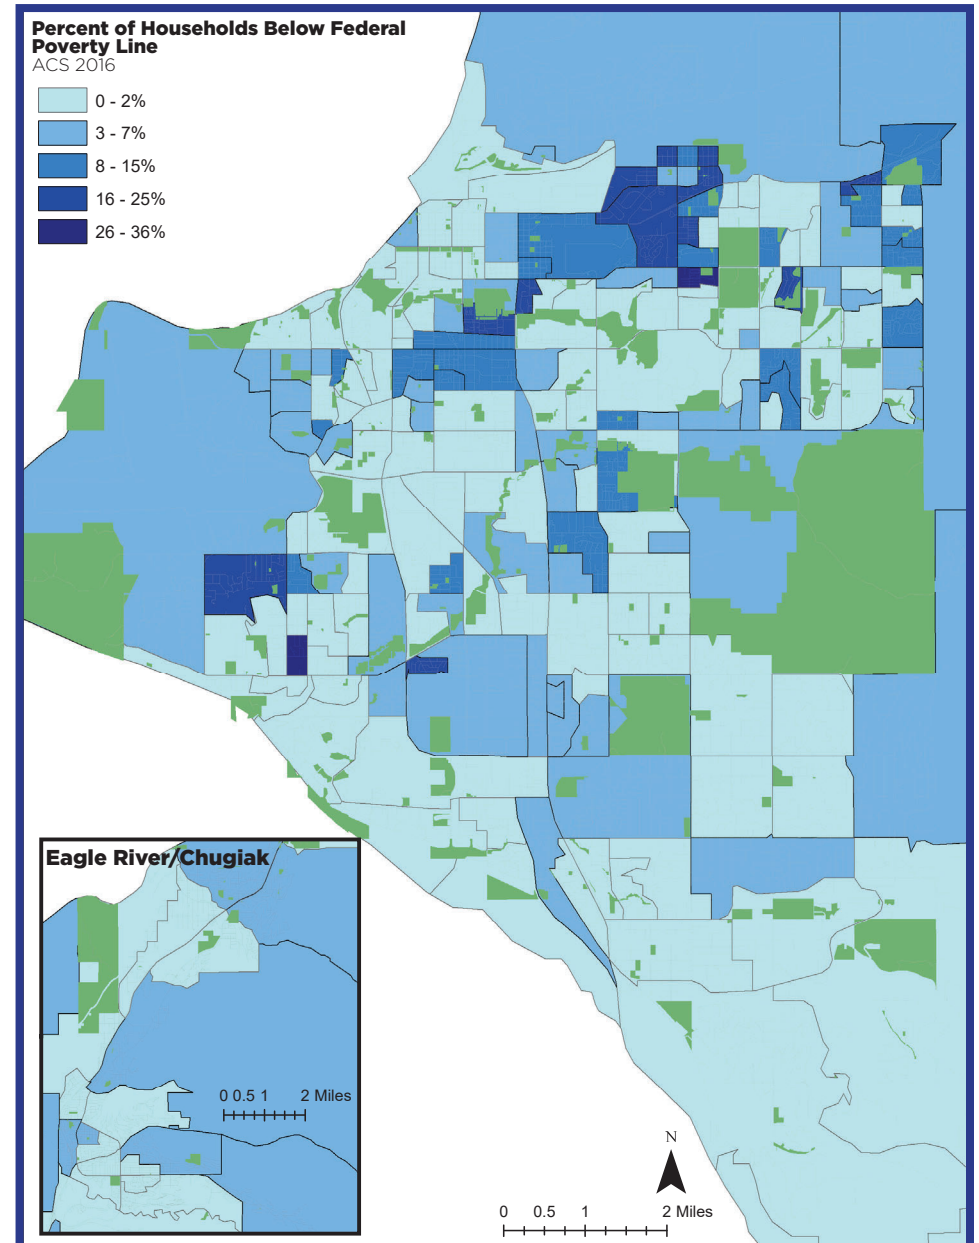 Percent of Households Below Federal
Poverty Line
ACS 2016
0 - 2%
3 - 7%
8 - 15%
16 - 25%
26 - 36%
Eagle River/Chugiak
0 0.5 1 2 Miles
N
0 0.5 1 2 Miles